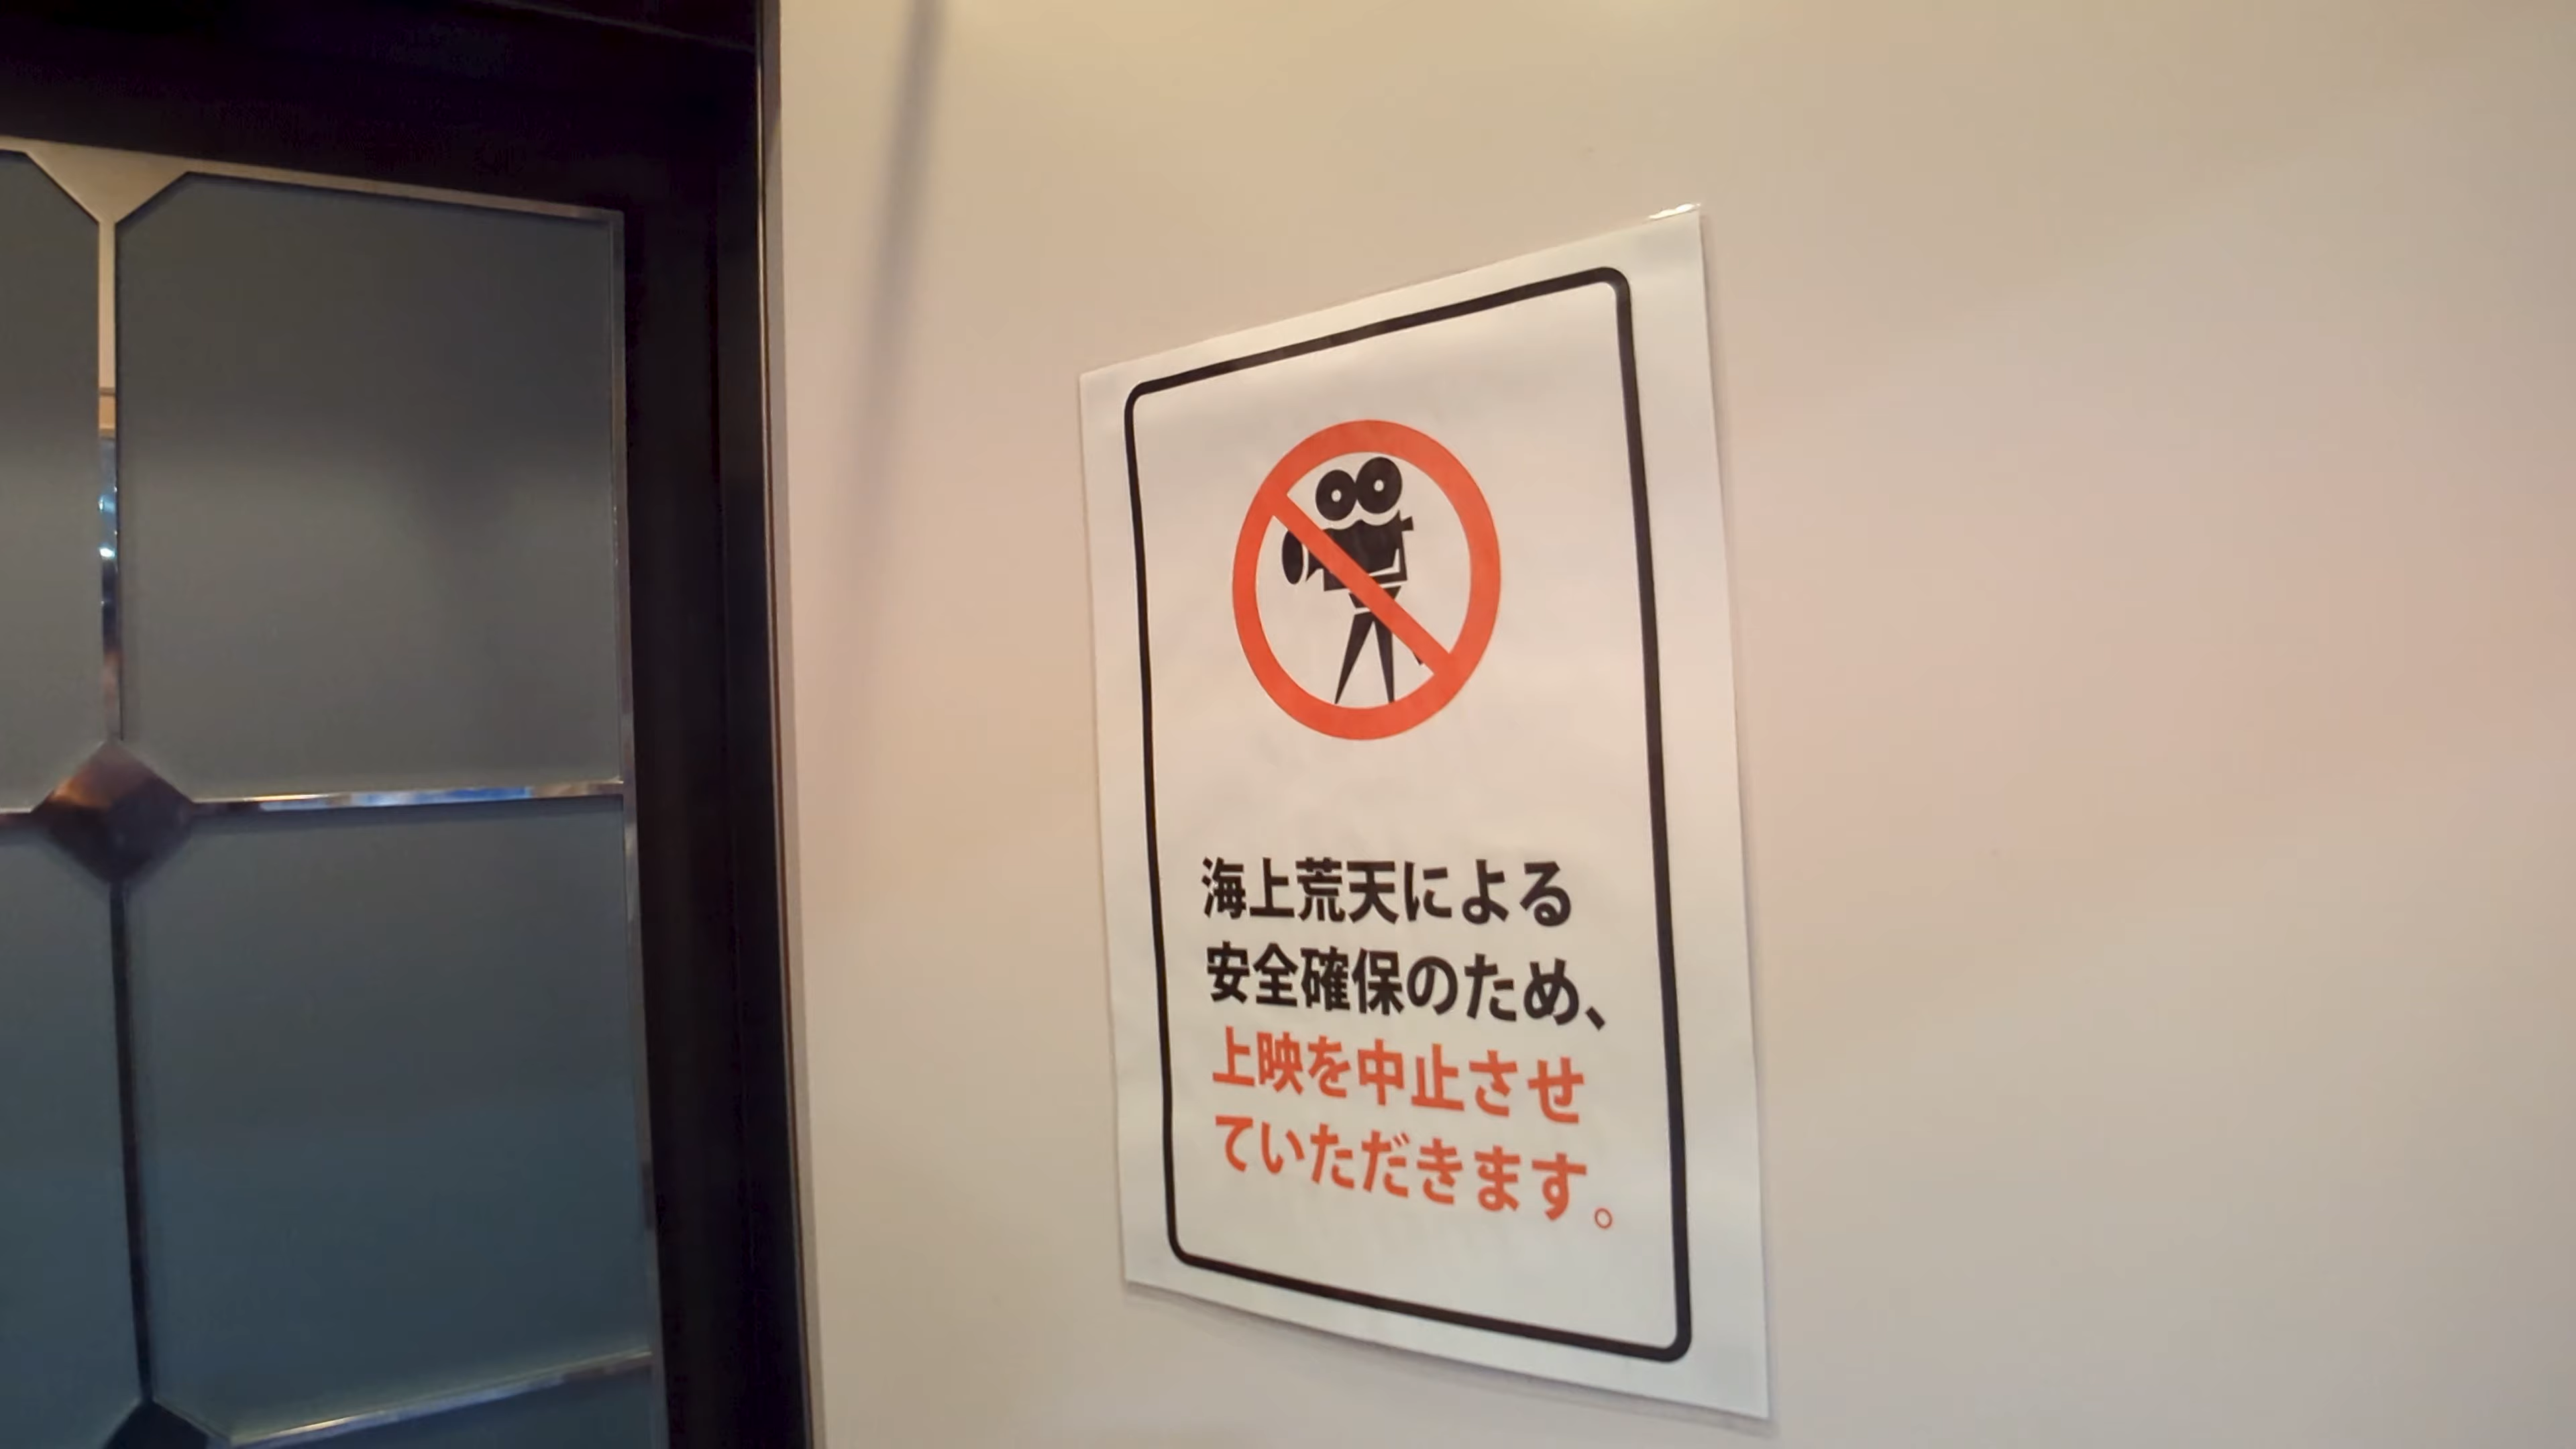 海上荒天による
安全確保のため、
上映を中止させ
ていただきます。